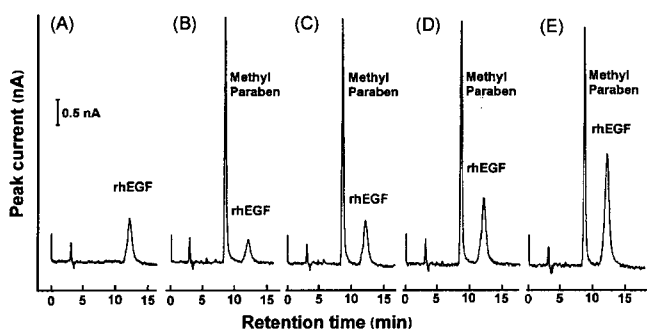 (A) (B) (C) (D) (E)
Methyl Paraben
Methyl Paraben
Methyl Paraben
Methyl Paraben
0.5 nA
rhEGF
rhEGF
rhEGF
rhEGF
rhEGF
Peak current (nA)
0 5 10 15 0 5 10 15 0 5 10 15 0 5 10 15 0 5 10 15
Retention time (min)